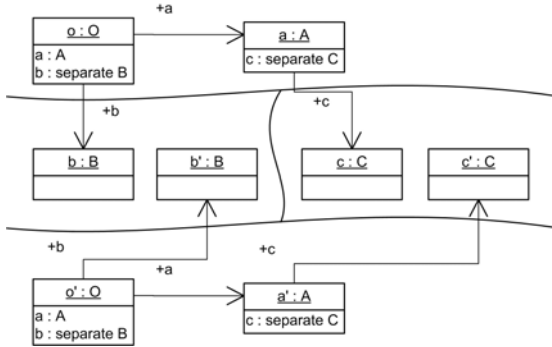 +a
o : O
a : A
b : separate B
a : A
c : separate C
+b
+c
b : B
b' : B
c : C
c' : C
+b
+a
+c
o' : O
a : A
b : separate B
a' : A
c : separate C